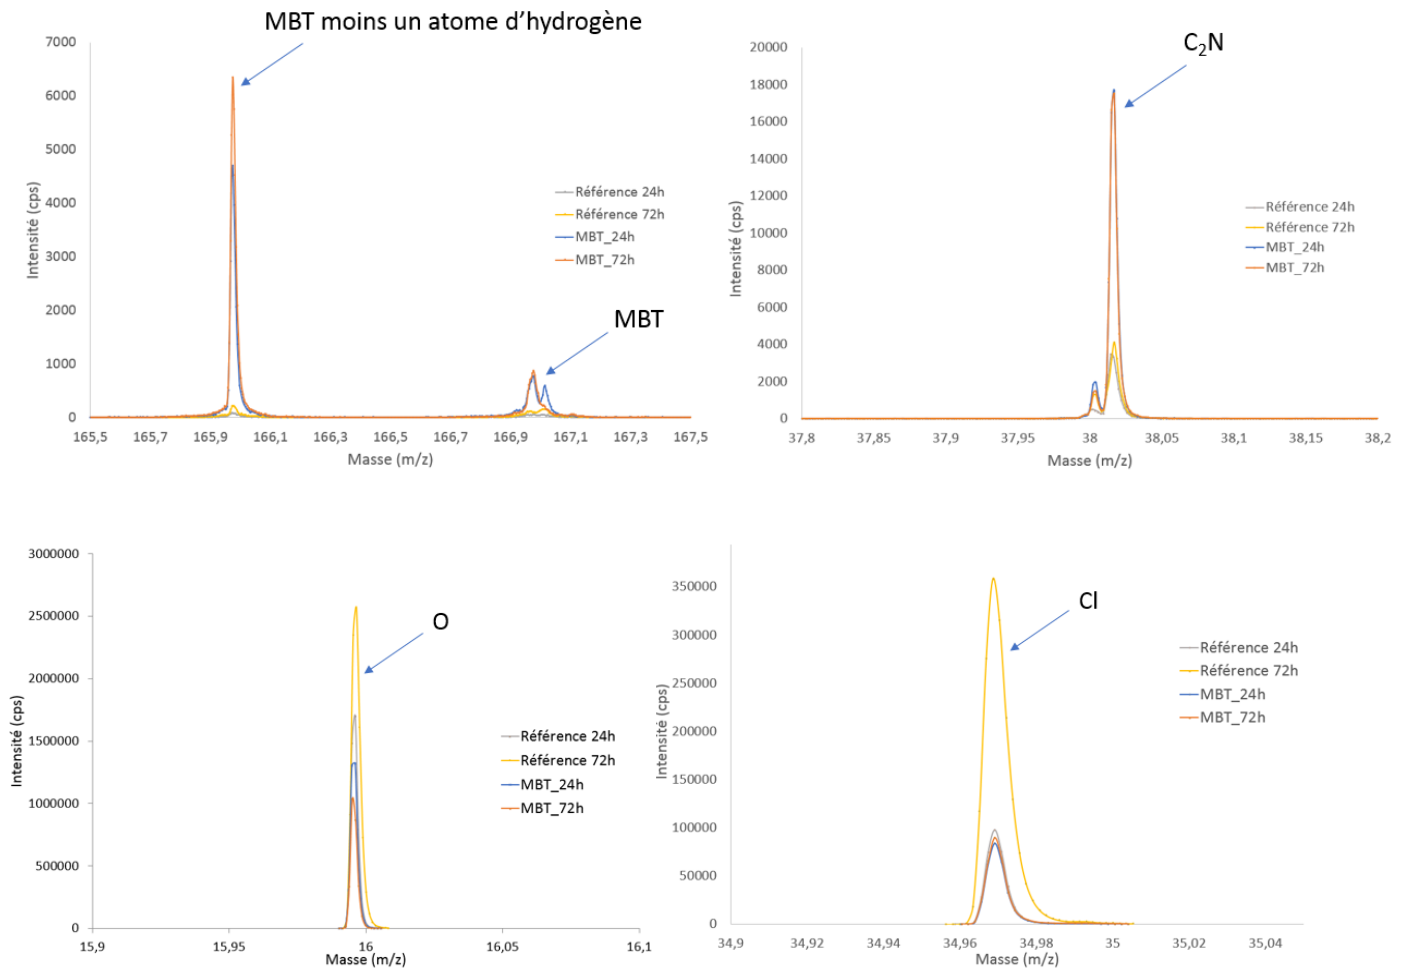 MBT moins un atome d’hydrogène
7000
6000
5000
4000
3000
2000
1000
0
Intensité (cps)
165,5 165,7 165,9 166,1 166,3 166,5 166,7 166,9 167,1 167,3 167,5
Masse (m/z)
Référence 24h
Référence 72h
MBT_24h
MBT_72h
MBT
C₂N
20000
18000
16000
14000
12000
10000
8000
6000
4000
2000
0
Intensité (cps)
37,8 37,85 37,9 37,95 38 38,05 38,1 38,15 38,2
Masse (m/z)
Référence 24h
Référence 72h
MBT_24h
MBT_72h
3000000
2500000
2000000
1500000
1000000
500000
0
Intensité (cps)
15,9 15,95 16 16,05 16,1
Masse (m/z)
O
Référence 24h
Référence 72h
MBT_24h
MBT_72h
350000
300000
250000
200000
150000
100000
50000
0
Intensité (cps)
34,9 34,92 34,94 34,96 34,98 35 35,02 35,04
Masse (m/z)
Cl
Référence 24h
Référence 72h
MBT_24h
MBT_72h